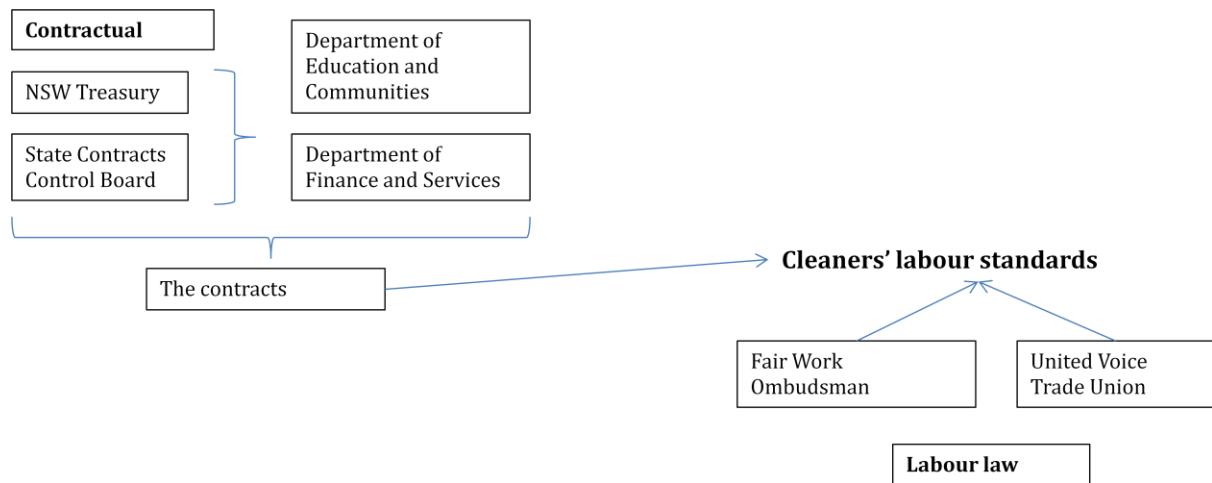 Contractual
NSW Treasury
State Contracts
Control Board
Department of
Education and
Communities
Department of
Finance and Services
The contracts
Cleaners’ labour standards
Fair Work
Ombudsman
United Voice
Trade Union
Labour law